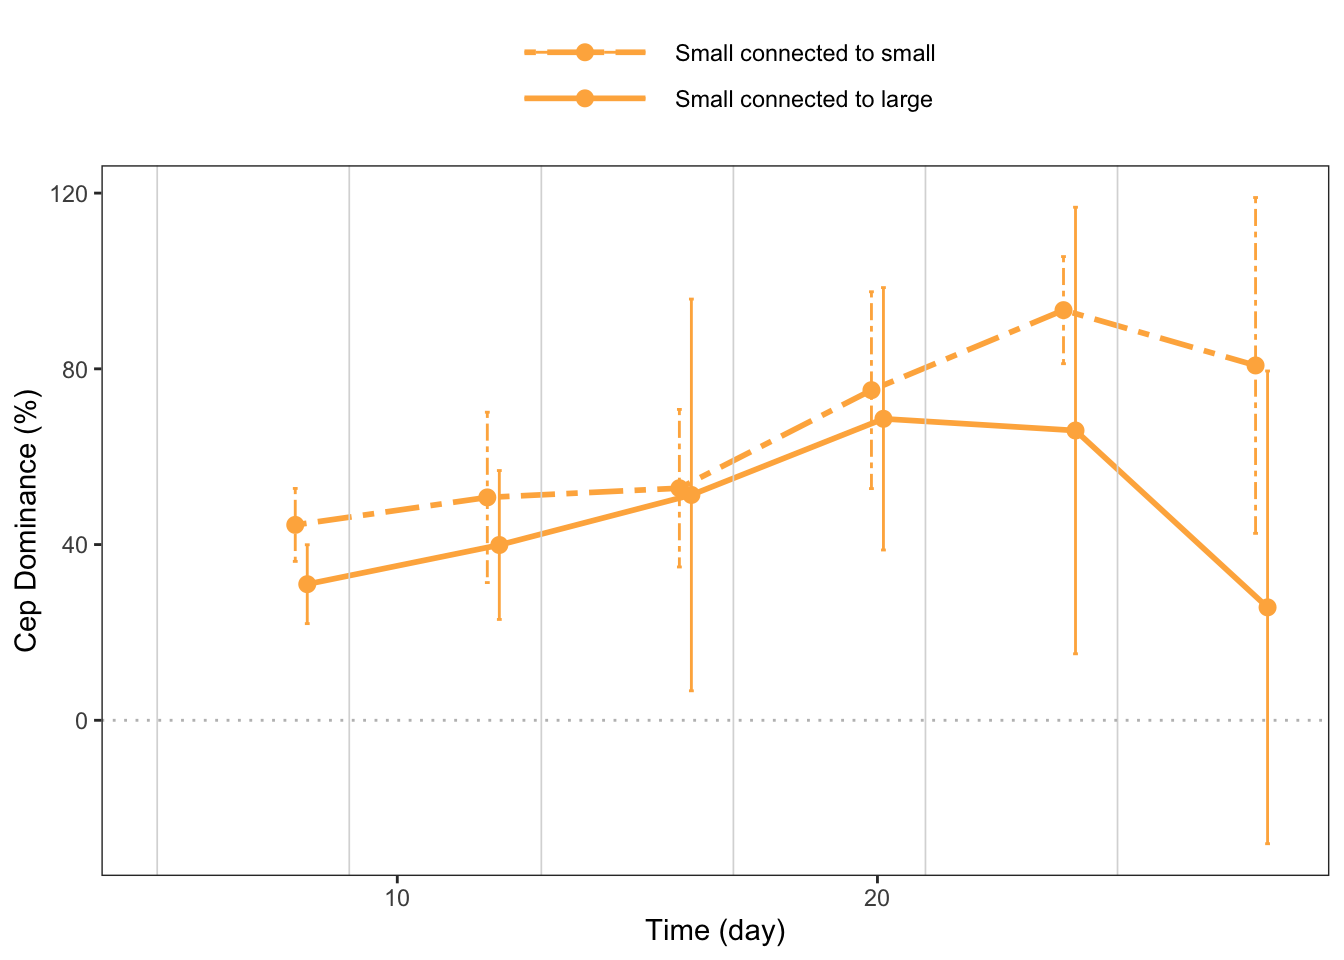 Small connected to small
Small connected to large
120
80
40
0
Cep Dominance (%)
10 20
Time (day)